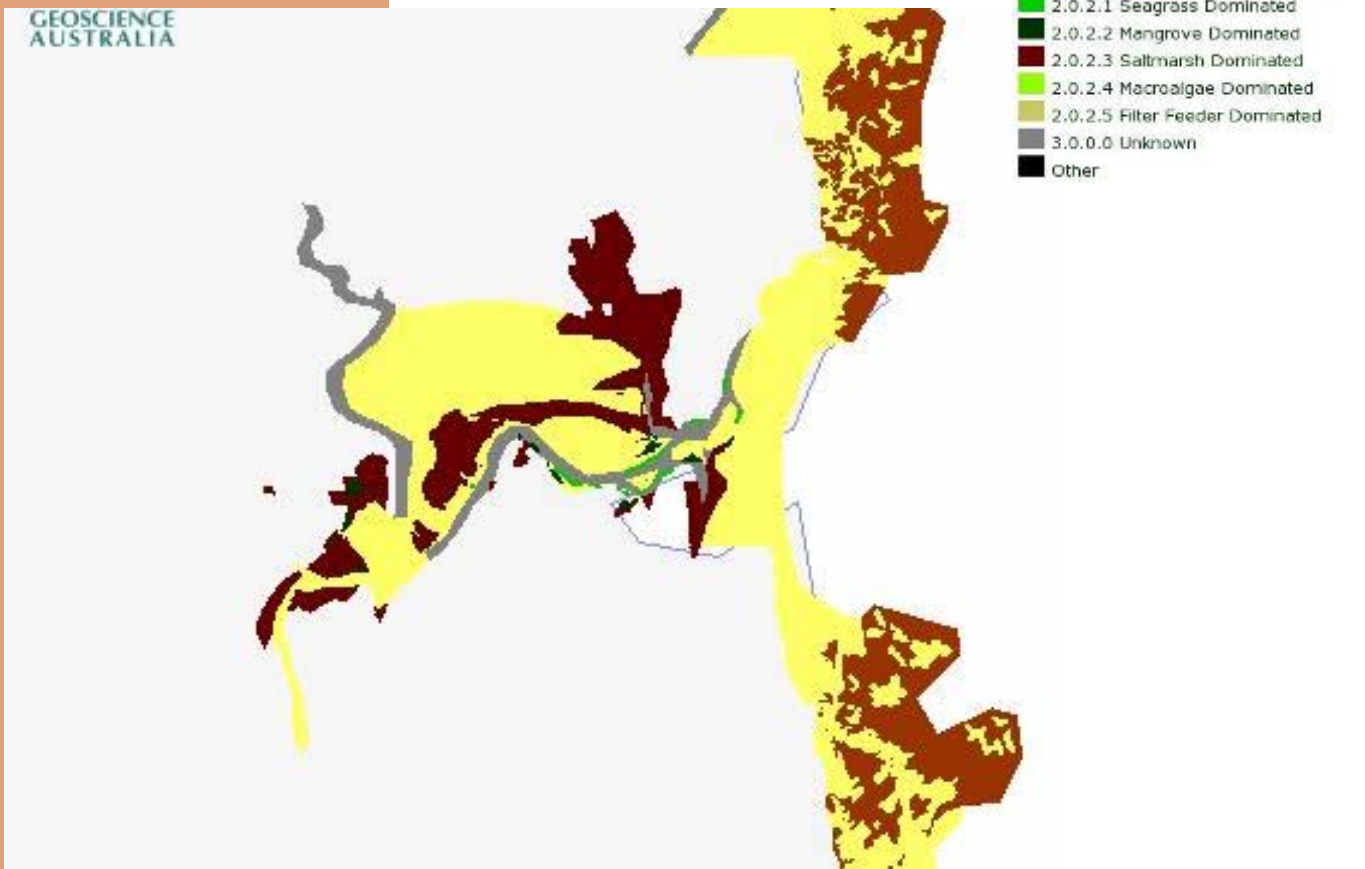 GEOSCIENCE
AUSTRALIA
2.0.2.1 Seagrass Dominated
2.0.2.2 Mangrove Dominated
2.0.2.3 Saltmarsh Dominated
2.0.2.4 Macroalgae Dominated
2.0.2.5 Filter Feeder Dominated
3.0.0.0 Unknown
Other